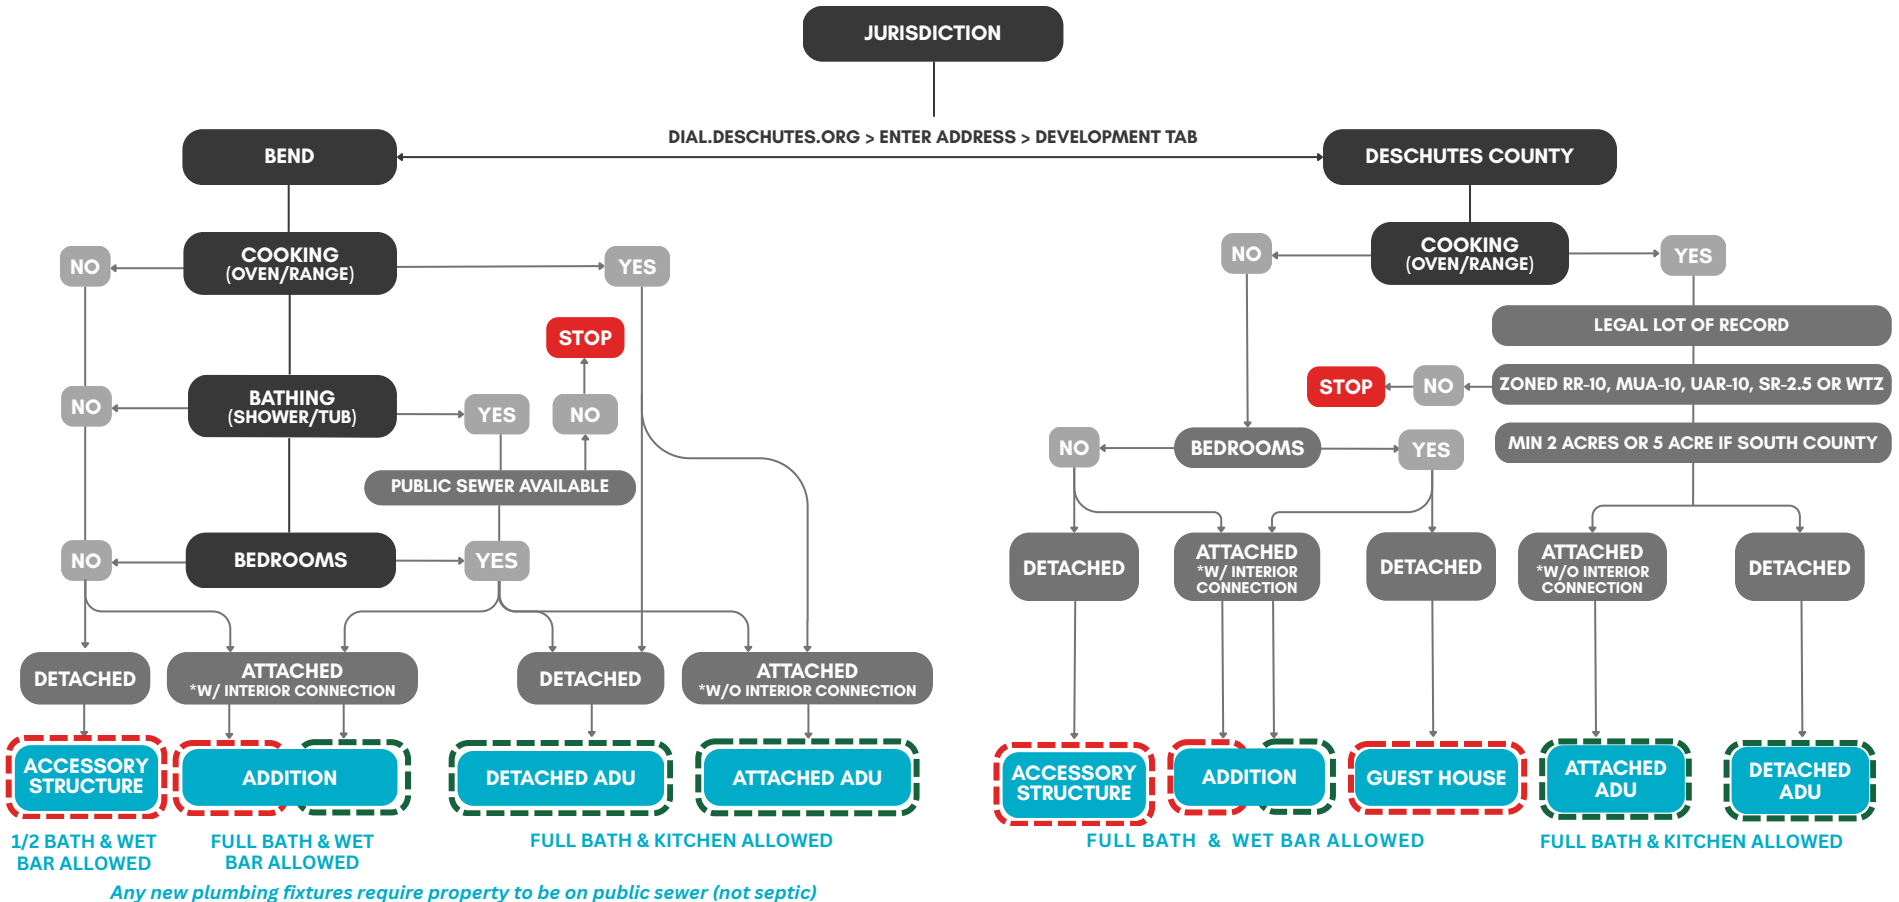 JURISDICTION
DIAL.DESCHUTES.ORG > ENTER ADDRESS > DEVELOPMENT TAB
BEND
COOKING
(OVEN/RANGE)
NO
YES
STOP
BATHING
(SHOWER/TUB)
NO
YES
NO
PUBLIC SEWER AVAILABLE
BEDROOMS
NO
YES
DETACHED
ATTACHED
*W/ INTERIOR CONNECTION
DETACHED
ATTACHED
*W/O INTERIOR CONNECTION
ACCESSORY
STRUCTURE
ADDITION
DETACHED ADU
ATTACHED ADU
1/2 BATH & WET
BAR ALLOWED
FULL BATH & WET
BAR ALLOWED
FULL BATH & KITCHEN ALLOWED
Any new plumbing fixtures require property to be on public sewer (not septic)
DESCHUTES COUNTY
COOKING
(OVEN/RANGE)
NO
YES
LEGAL LOT OF RECORD
STOP
NO
ZONED RR-10, MUA-10, UAR-10, SR-2.5 OR WTZ
MIN 2 ACRES OR 5 ACRE IF SOUTH COUNTY
NO
BEDROOMS
YES
DETACHED
ATTACHED
*W/ INTERIOR
CONNECTION
DETACHED
ATTACHED
*W/O INTERIOR
CONNECTION
DETACHED
ACCESSORY
STRUCTURE
ADDITION
GUEST HOUSE
ATTACHED
ADU
DETACHED
ADU
FULL BATH & WET BAR ALLOWED
FULL BATH & KITCHEN ALLOWED